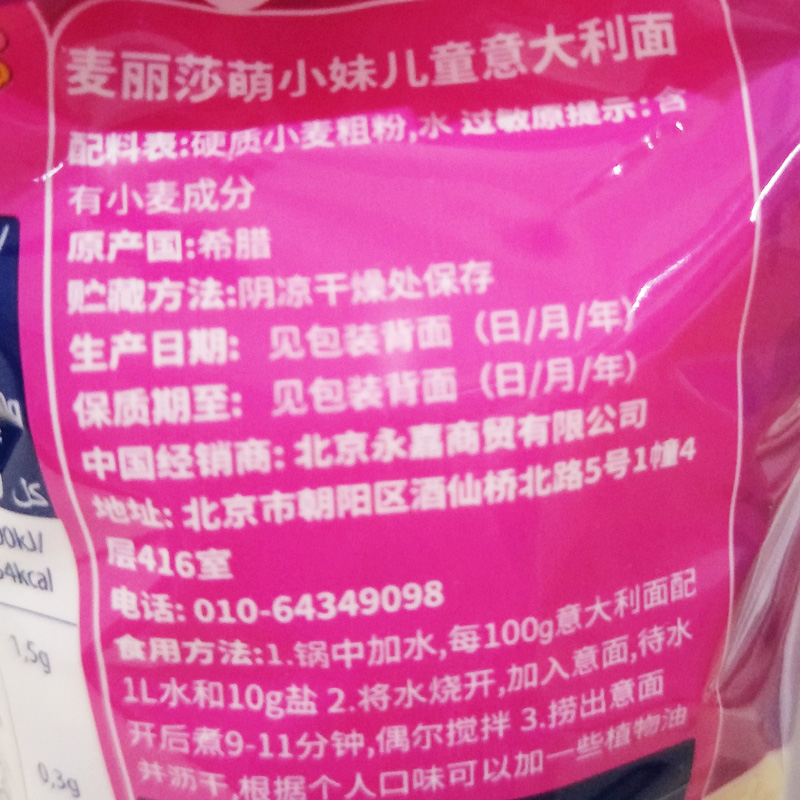 麦丽莎萌小妹儿童意大利面
配料表:硬质小麦粗粉,水 过敏原提示:含
有小麦成分
原产国:希腊
贮藏方法:阴凉干燥处保存
生产日期: 见包装背面（日/月/年）
保质期至: 见包装背面（日/月/年）
中国经销商: 北京永嘉商贸有限公司
地址: 北京市朝阳区酒仙桥北路5号1幢4
层416室
电话: 010-64349098
食用方法:1.锅中加水,每100g意大利面配
1L水和10g盐 2.将水烧开,加入意面,待水
开后煮9-11分钟,偶尔搅拌 3.捞出意面
并沥干,根据个人口味可以加一些植物油
كل
kJ/
4kcal
1,5g
0,3g